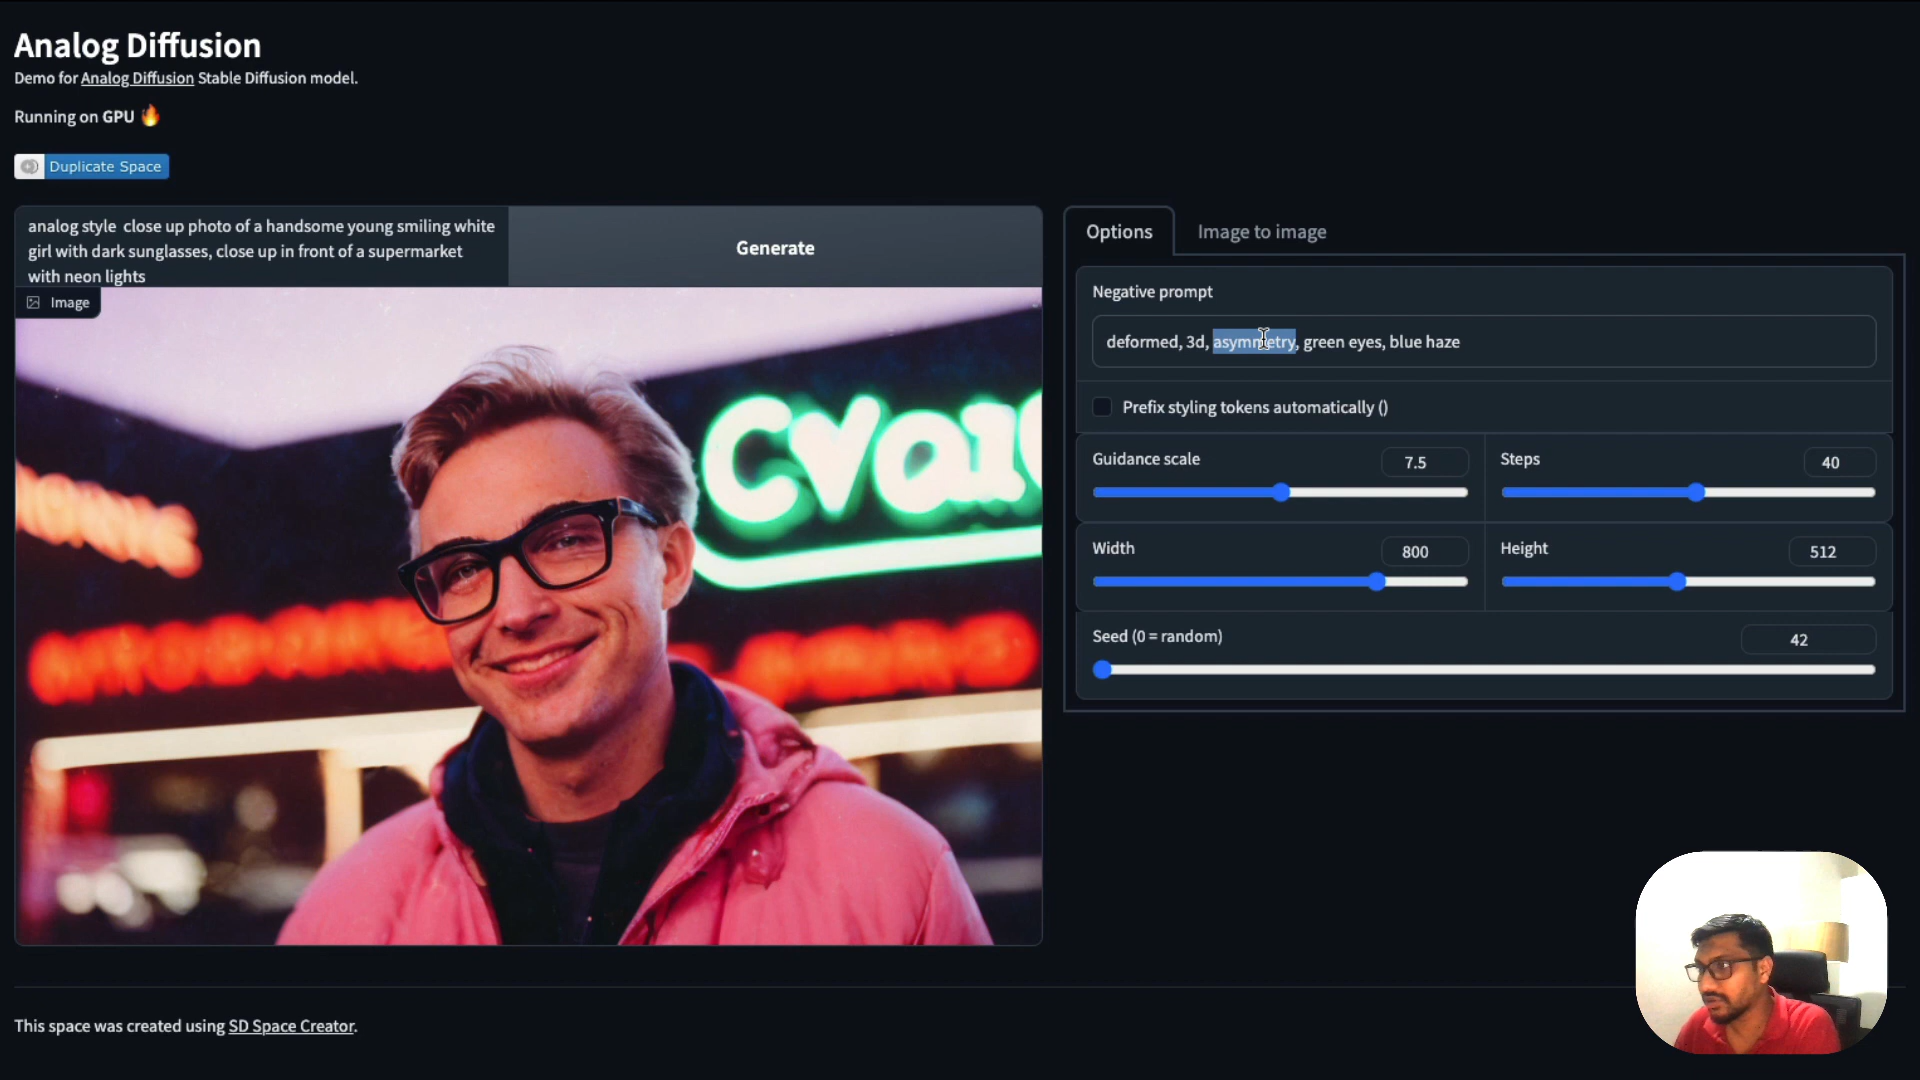 Analog Diffusion
Demo for Analog Diffusion Stable Diffusion model.
Running on GPU 🔥
Duplicate Space
analog style  close up photo of a handsome young smiling white
girl with dark sunglasses, close up in front of a supermarket
with neon lights
Generate
Image
Options
Image to image
Negative prompt
deformed, 3d, asymmetry, green eyes, blue haze
Prefix styling tokens automatically ()
Guidance scale
7.5
Steps
40
Width
800
Height
512
Seed (0 = random)
42
This space was created using SD Space Creator.